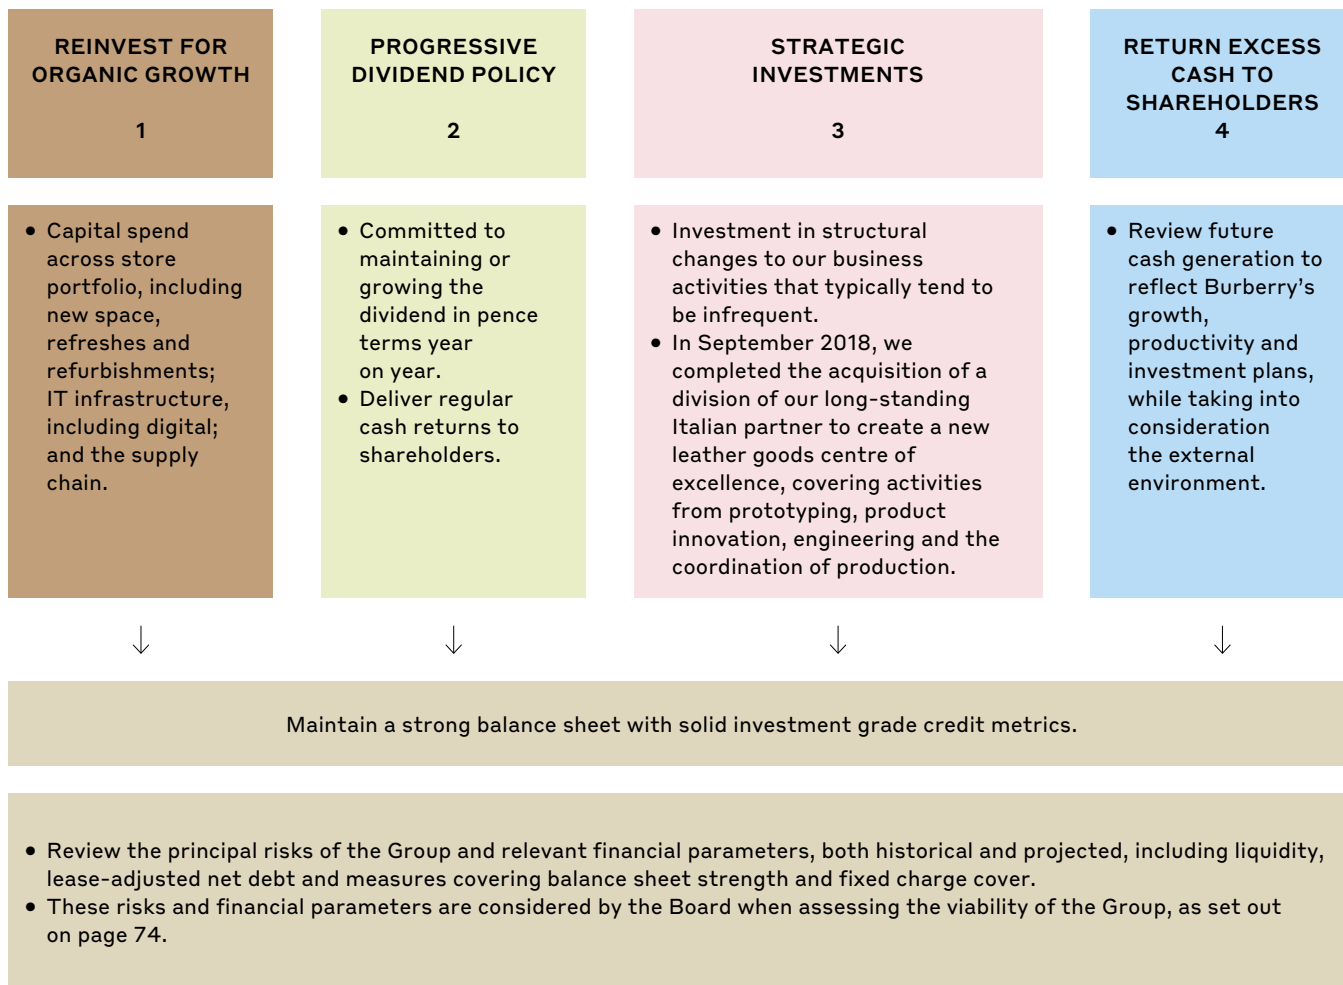 REINVEST FOR
ORGANIC GROWTH
1
PROGRESSIVE
DIVIDEND POLICY
2
STRATEGIC
INVESTMENTS
3
RETURN EXCESS
CASH TO
SHAREHOLDERS
4
• Capital spend
across store
portfolio, including
new space,
refreshes and
refurbishments;
IT infrastructure,
including digital;
and the supply
chain.
• Committed to
maintaining or
growing the
dividend in pence
terms year
on year.
• Deliver regular
cash returns to
shareholders.
• Investment in structural
changes to our business
activities that typically tend to
be infrequent.
• In September 2018, we
completed the acquisition of a
division of our long-standing
Italian partner to create a new
leather goods centre of
excellence, covering activities
from prototyping, product
innovation, engineering and the
coordination of production.
• Review future
cash generation to
reflect Burberry’s
growth,
productivity and
investment plans,
while taking into
consideration
the external
environment.
Maintain a strong balance sheet with solid investment grade credit metrics.
• Review the principal risks of the Group and relevant financial parameters, both historical and projected, including liquidity,
lease-adjusted net debt and measures covering balance sheet strength and fixed charge cover.
• These risks and financial parameters are considered by the Board when assessing the viability of the Group, as set out
on page 74.